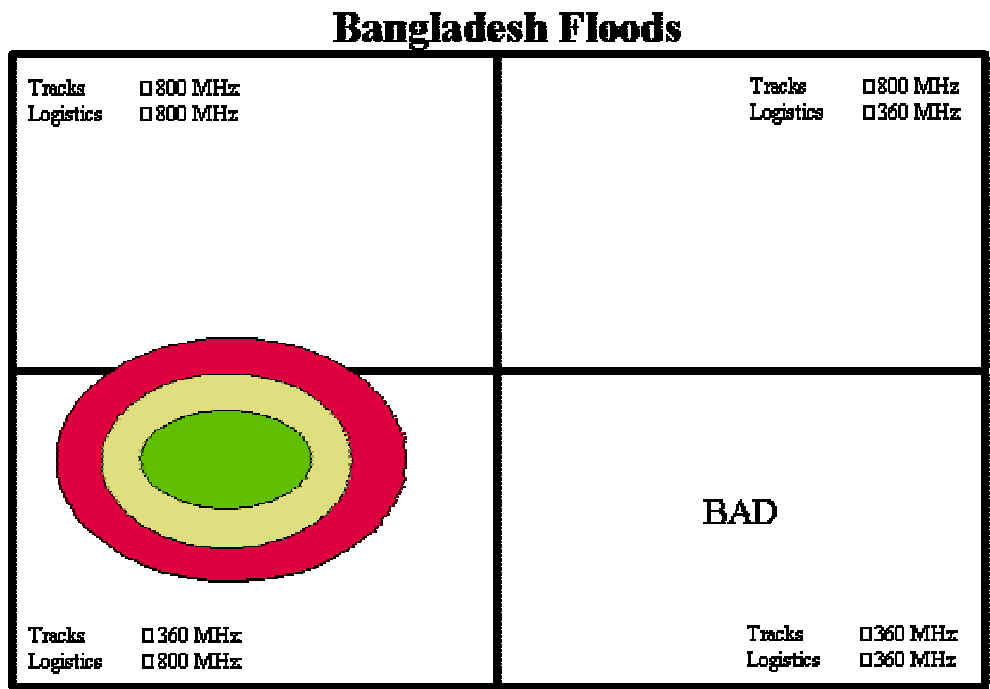 Bangladesh Floods
Tracks □800 MHz
Logistics □800 MHz
Tracks □800 MHz
Logistics □360 MHz
BAD
Tracks □360 MHz
Logistics □800 MHz
Tracks □360 MHz
Logistics □360 MHz